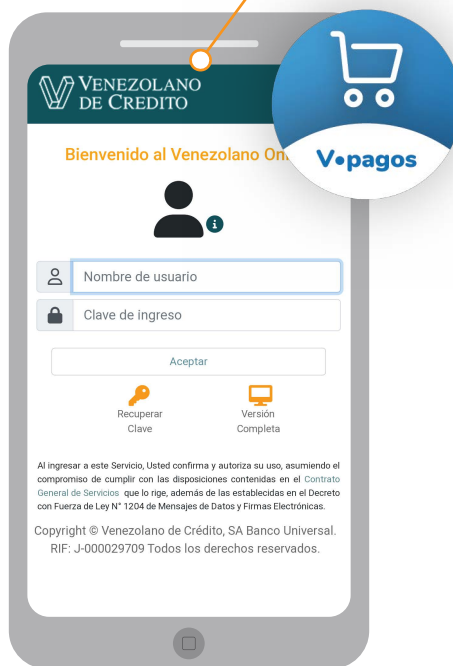 VENEZOLANO
DE CREDITO
V•pagos
Bienvenido al Venezolano On
Nombre de usuario
Clave de ingreso
Aceptar
Recuperar
Clave
Versión
Completa
Al ingresar a este Servicio, Usted confirma y autoriza su uso, asumiendo el
compromiso de cumplir con las disposiciones contenidas en el Contrato
General de Servicios que lo rige, además de las establecidas en el Decreto
con Fuerza de Ley N° 1204 de Mensajes de Datos y Firmas Electrónicas.
Copyright © Venezolano de Crédito, SA Banco Universal.
RIF: J-000029709 Todos los derechos reservados.